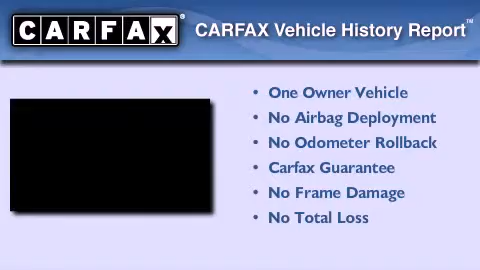 CARFAX® CARFAX Vehicle History Report™
• One Owner Vehicle
• No Airbag Deployment
• No Odometer Rollback
• Carfax Guarantee
• No Frame Damage
• No Total Loss